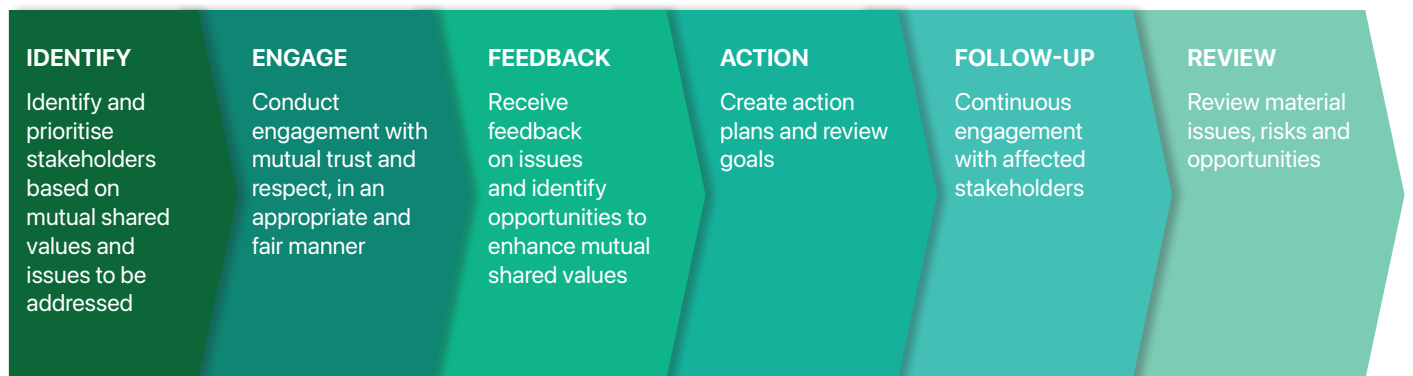 IDENTIFY
Identify and
prioritise
stakeholders
based on
mutual shared
values and
issues to be
addressed
ENGAGE
Conduct
engagement with
mutual trust and
respect, in an
appropriate and
fair manner
FEEDBACK
Receive
feedback
on issues
and identify
opportunities to
enhance mutual
shared values
ACTION
Create action
plans and review
goals
FOLLOW-UP
Continuous
engagement
with affected
stakeholders
REVIEW
Review material
issues, risks and
opportunities